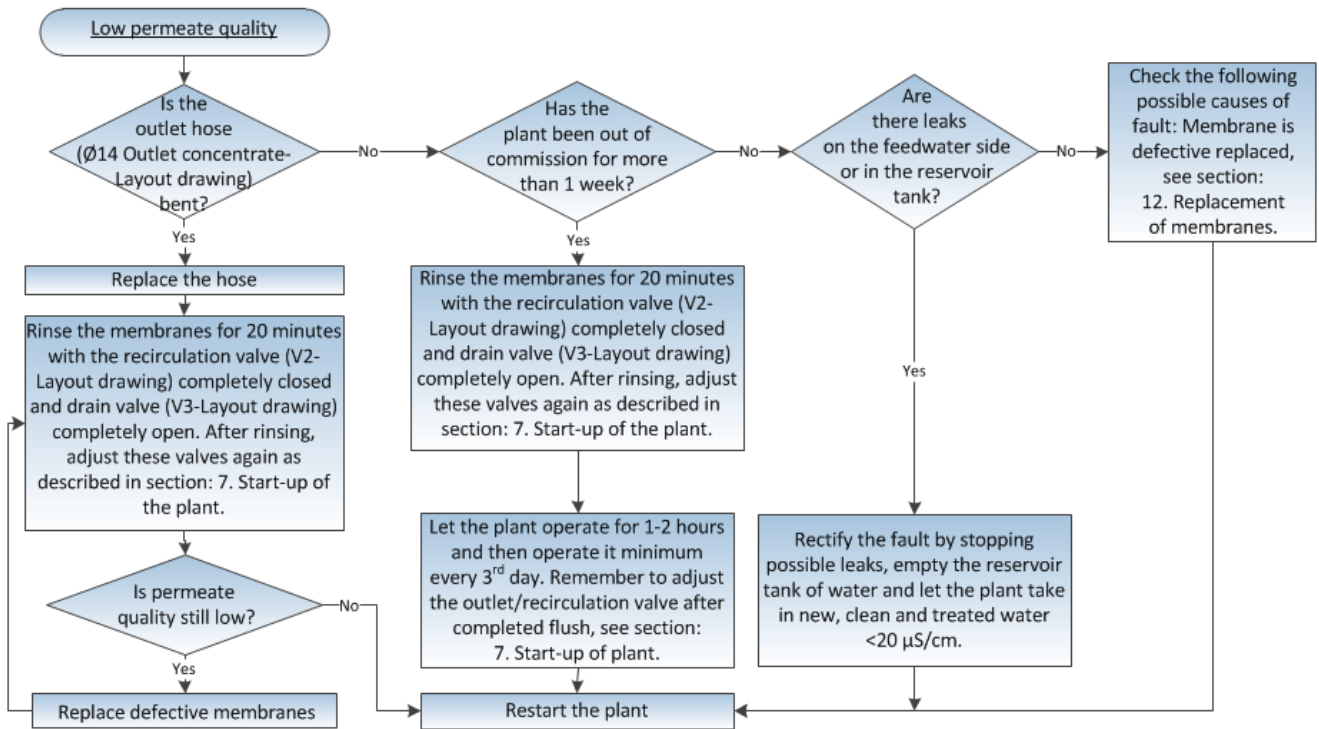 Low permeate quality
Is the
outlet hose
(Ø14 Outlet concentrate-
Layout drawing)
bent?
No
Yes
Replace the hose
Rinse the membranes for 20 minutes
with the recirculation valve (V2-
Layout drawing) completely closed
and drain valve (V3-Layout drawing)
completely open. After rinsing,
adjust these valves again as
described in section: 7. Start-up of
the plant.
Is permeate
quality still low?
No
Yes
Replace defective membranes
Has the
plant been out of
commission for more
than 1 week?
No
Yes
Rinse the membranes for 20 minutes
with the recirculation valve (V2-
Layout drawing) completely closed
and drain valve (V3-Layout drawing)
completely open. After rinsing, adjust
these valves again as described in
section: 7. Start-up of the plant.
Let the plant operate for 1-2 hours
and then operate it minimum
every 3rd day. Remember to adjust
the outlet/recirculation valve after
completed flush, see section:
7. Start-up of plant.
Restart the plant
Are
there leaks
on the feedwater side
or in the reservoir
tank?
No
Yes
Rectify the fault by stopping
possible leaks, empty the reservoir
tank of water and let the plant take
in new, clean and treated water
<20 µS/cm.
Check the following
possible causes of
fault: Membrane is
defective replaced,
see section:
12. Replacement
of membranes.